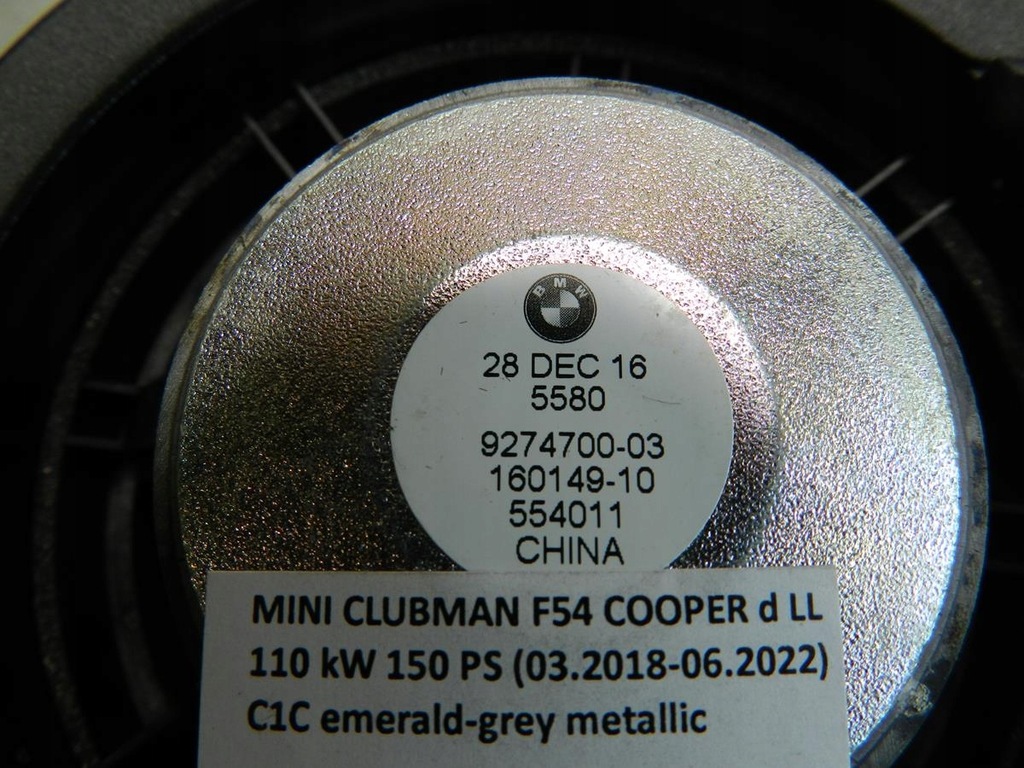 BMW
28 DEC 16
5580
9274700-03
160149-10
554011
CHINA
MINI CLUBMAN F54 COOPER d LL
110 kW 150 PS (03.2018-06.2022)
C1C emerald-grey metallic